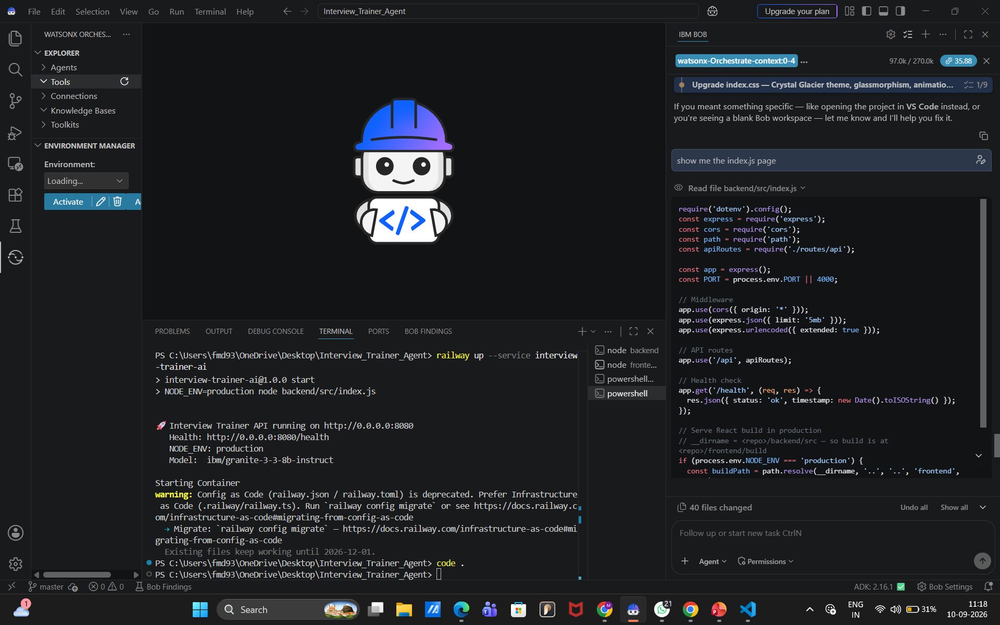 File Edit Selection View Go Run Terminal Help
Interview_Trainer_Agent
Upgrade your plan
WATSONX ORCHES...
EXPLORER
Agents
Tools
Connections
Knowledge Bases
Toolkits
ENVIRONMENT MANAGER
Environment:
Loading...
Activate
</>
PROBLEMS OUTPUT DEBUG CONSOLE TERMINAL PORTS BOB FINDINGS
PS C:\Users\fmd93\OneDrive\Desktop\Interview_Trainer_Agent> railway up --service interview
-trainer-ai
> interview-trainer-ai@1.0.0 start
> NODE_ENV=production node backend/src/index.js
🚀 Interview Trainer API running on http://0.0.0.0:8080
Health: http://0.0.0.0:8080/health
NODE_ENV: production
Model: ibm/granite-3-3-8b-instruct
Starting Container
warning: Config as Code (railway.json / railway.toml) is deprecated. Prefer Infrastructure
as Code (.railway/railway.ts). Run `railway config migrate` or see https://docs.railway.c
om/infrastructure-as-code#migrating-from-config-as-code
→ Migrate: `railway config migrate` — https://docs.railway.com/infrastructure-as-code#mi
grating-from-config-as-code
Existing files keep working until 2026-12-01.
PS C:\Users\fmd93\OneDrive\Desktop\Interview_Trainer_Agent> code .
PS C:\Users\fmd93\OneDrive\Desktop\Interview_Trainer_Agent>
node backend
node fronte...
powershell...
powershell
IBM BOB
watsonx-Orchestrate-context:0-4 ...
97.0k / 270.0k
35.88
Upgrade index.css — Crystal Glacier theme, glassmorphism, animatio... 1/9
If you meant something specific — like opening the project in VS Code instead, or
you're seeing a blank Bob workspace — let me know and I'll help you fix it.
show me the index.js page
Read file backend/src/index.js
require('dotenv').config();
const express = require('express');
const cors = require('cors');
const path = require('path');
const apiRoutes = require('./routes/api');
const app = express();
const PORT = process.env.PORT || 4000;
// Middleware
app.use(cors({ origin: '*' }));
app.use(express.json({ limit: '5mb' }));
app.use(express.urlencoded({ extended: true }));
// API routes
app.use('/api', apiRoutes);
// Health check
app.get('/health', (req, res) => {
res.json({ status: 'ok', timestamp: new Date().toISOString() });
});
// Serve React build in production
// __dirname = <repo>/backend/src — so build is at
<repo>/frontend/build
if (process.env.NODE_ENV === 'production') {
const buildPath = path.resolve(__dirname, '..', '..', 'frontend',
40 files changed
Undo all Show all
Follow up or start new task CtrlN
Agent
Permissions
master
0 0
Bob Findings
ADK: 2.16.1
Bob Settings
1
Search
21
ENG
IN
31%
11:18
10-09-2026